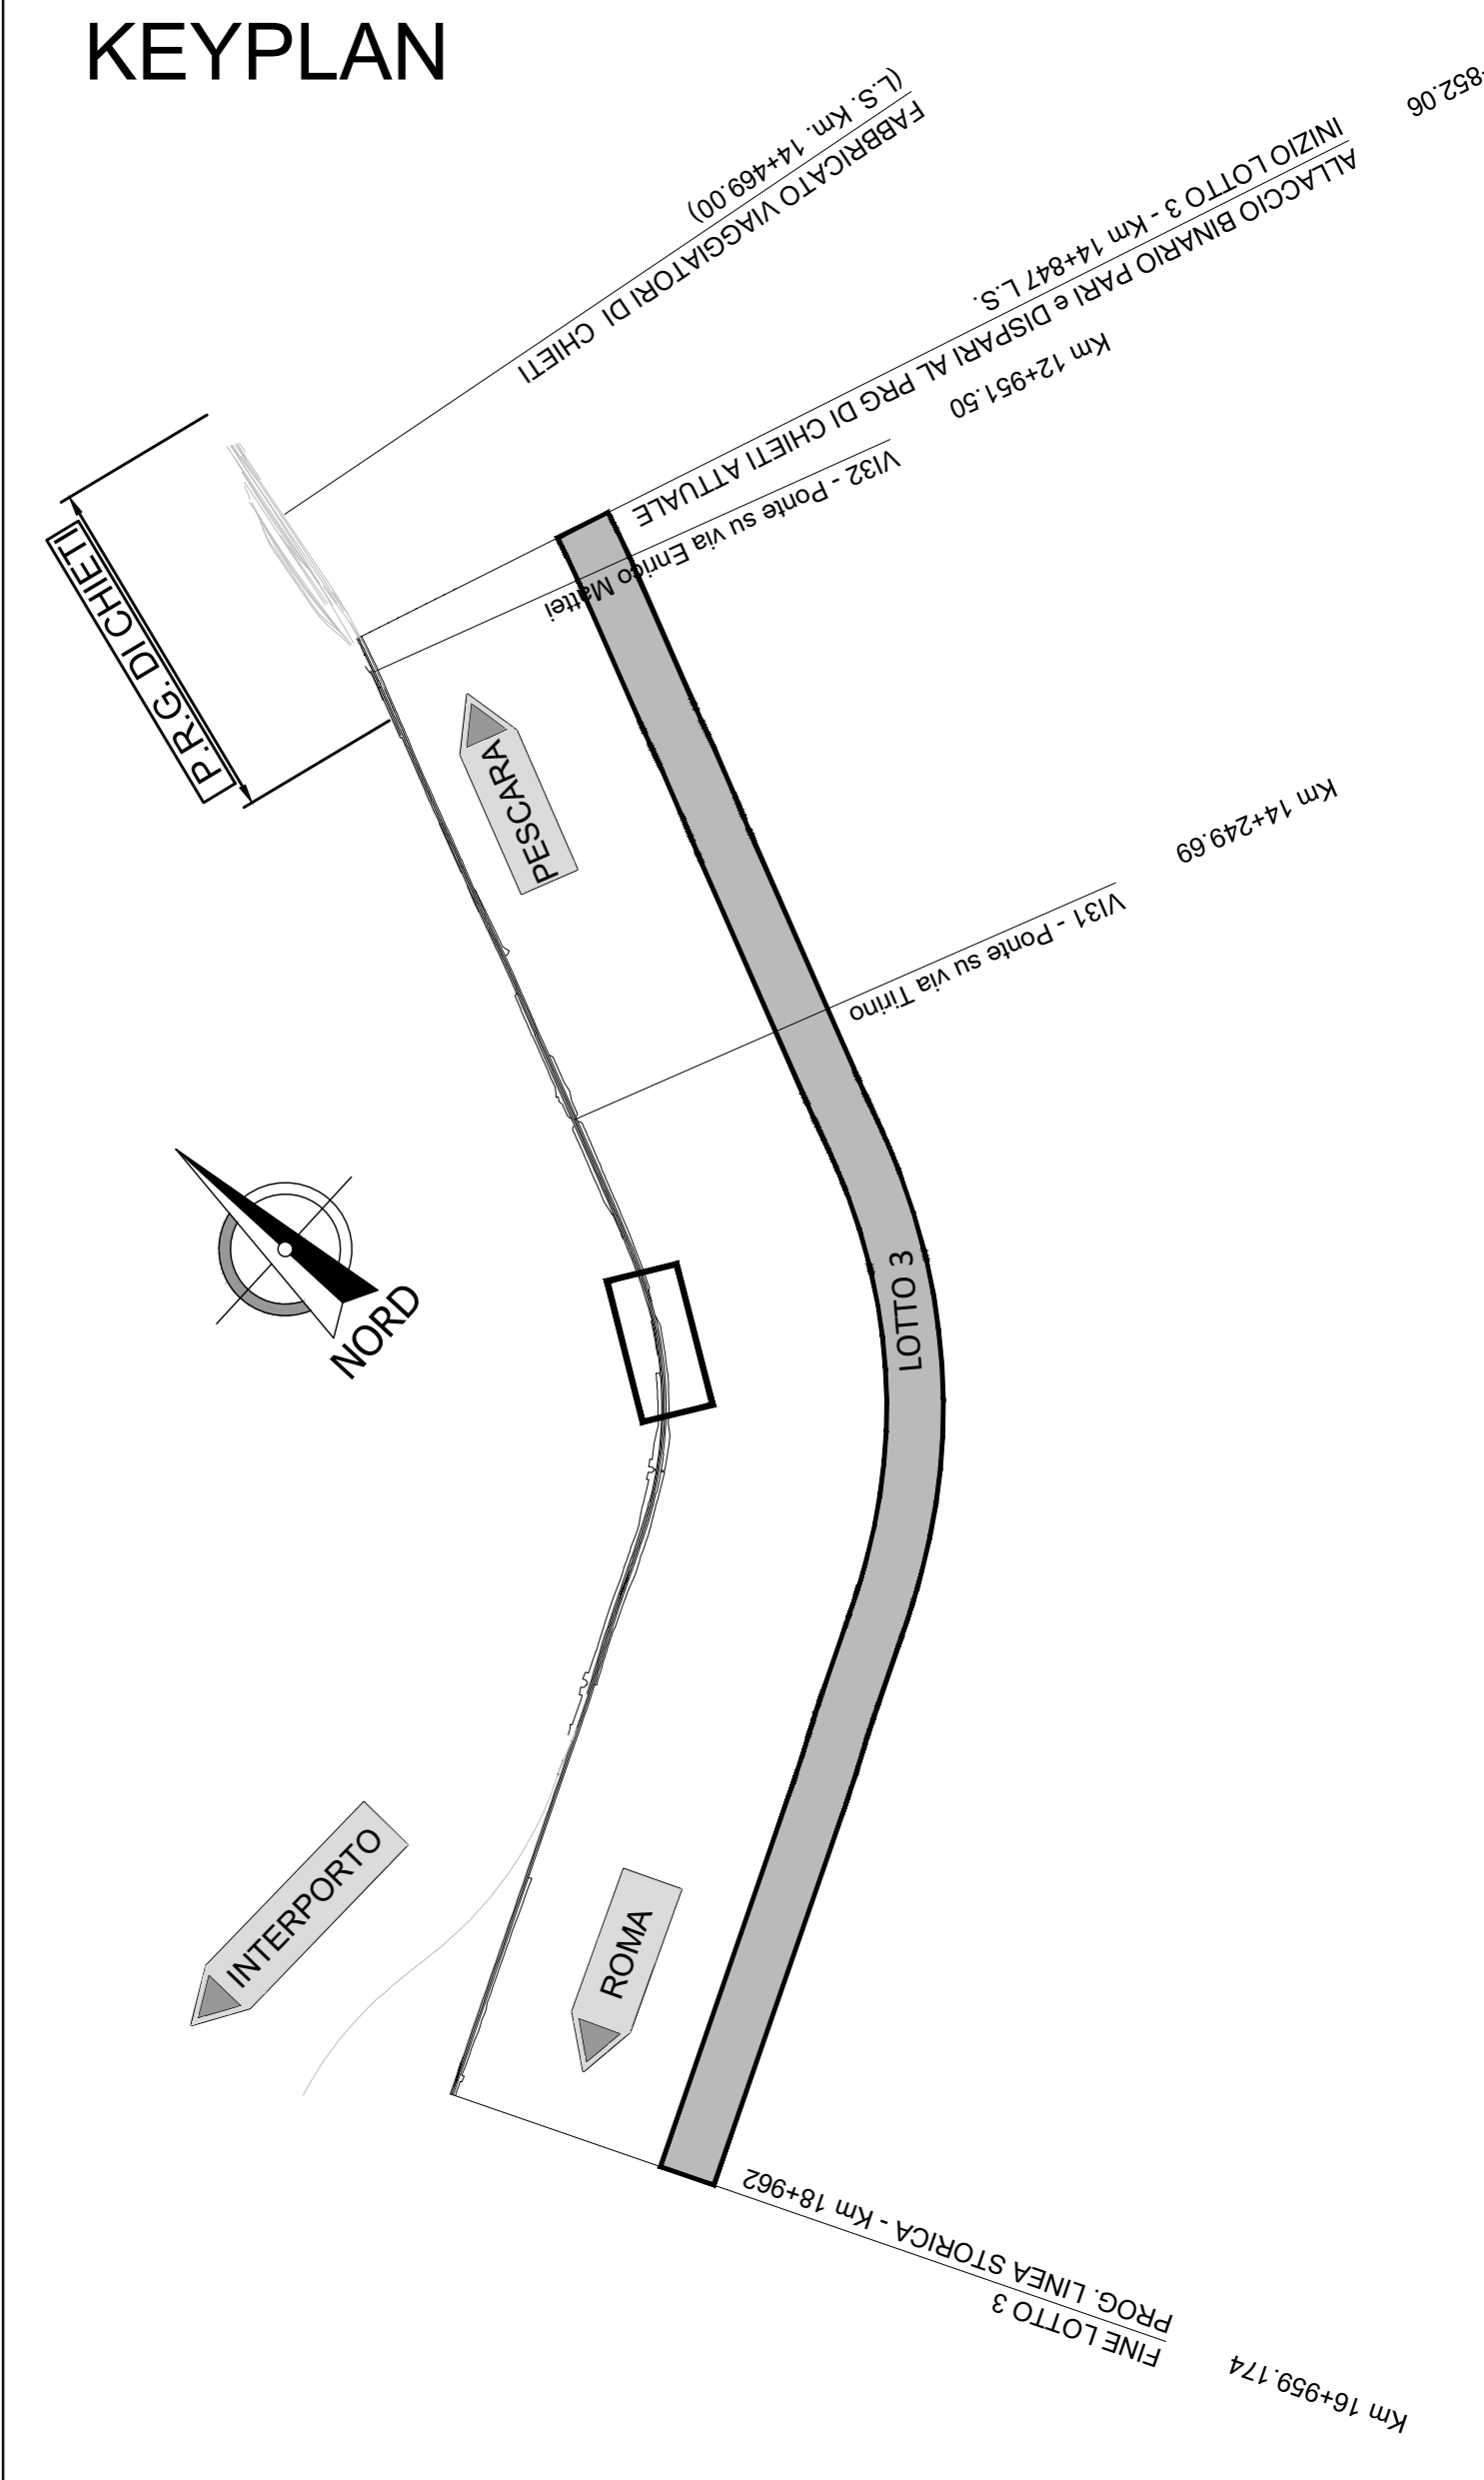 KEYPLAN
(L.S. Km. 14+469.00)
FABBRICATO VIAGGIATORI DI CHIETI
852.06
INIZIO LOTTO 3 - Km 14+847 L.S.
ALLACCIO BINARIO PARI e DISPARI AL PRG DI CHIETI ATTUALE
Km 12+951.50
VI32 - Ponte su via Enrico Mattei
P.R.G. DI CHIETI
PESCARA
Km 14+249.69
VI31 - Ponte su via Tirino
NORD
LOTTO 3
INTERPORTO
ROMA
PROG. LINEA STORICA - Km 18+962
FINE LOTTO 3
Km 16+959.174